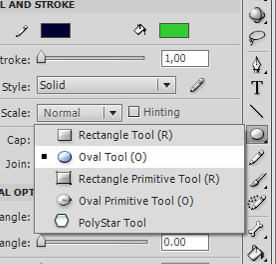 L AND STROKE
troke: 1,00
Style: Solid
Scale: Normal Hinting
Cap:
Rectangle Tool (R)
Oval Tool (O)
Join:
Rectangle Primitive Tool (R)
AL OPT
Oval Primitive Tool (O)
angle:
PolyStar Tool
angle: 0.00
T